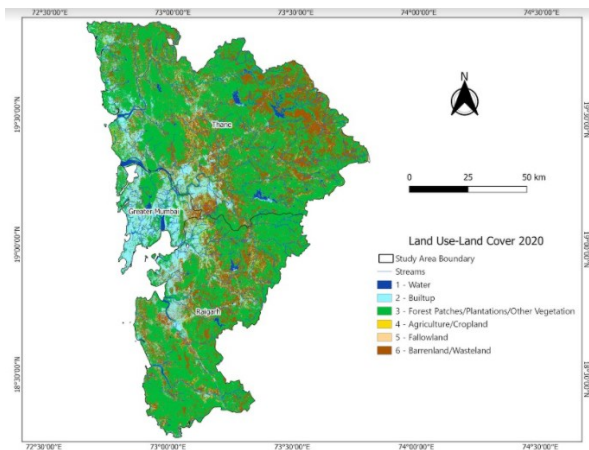 72°30'00"E 73°00'00"E 73°30'00"E 74°00'00"E 74°30'00"E
N
19°30'00"N
19°30'00"N
Thane
0 25 50 km
Greater Mumbai
19°00'00"N
19°00'00"N
Land Use-Land Cover 2020
Study Area Boundary
Streams
1 - Water
2 - Builtup
3 - Forest Patches/Plantations/Other Vegetation
4 - Agriculture/Cropland
5 - Fallowland
6 - Barrenland/Wasteland
Raigarh
18°30'00"N
18°30'00"N
72°30'00"E 73°00'00"E 73°30'00"E 74°00'00"E 74°30'00"E